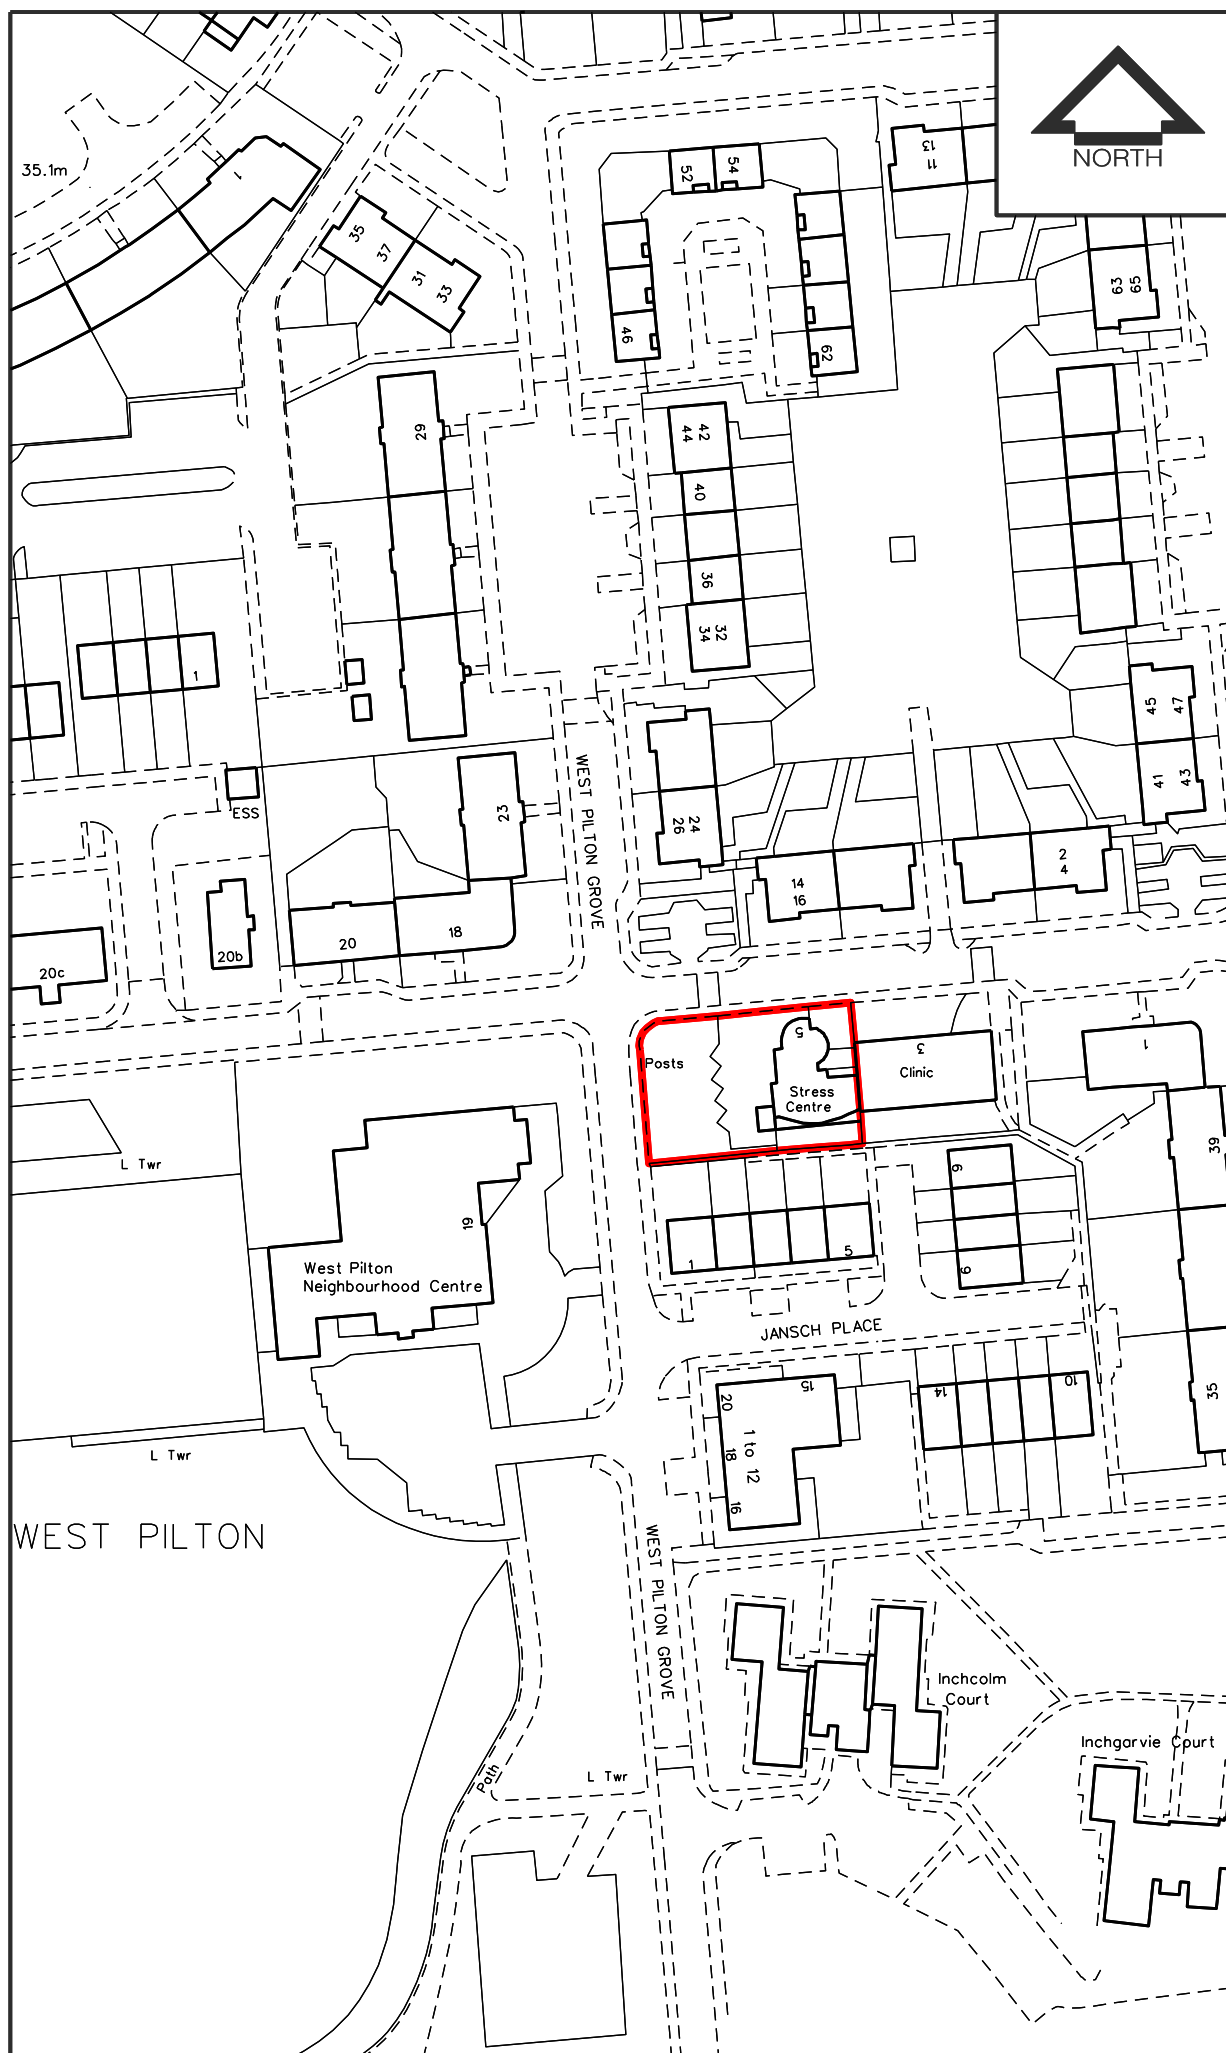 NORTH
35.1m
1
52
54
13
11
35
37
31
33
63
65
46
62
29
42
44
40
36
32
34
1
45
47
41
43
WEST PILTON GROVE
ESS
23
24
26
2
4
14
16
20
18
20b
20c
5
3
1
Posts
Clinic
Stress
Centre
L Twr
39
9
6
19
1
5
West Pilton
Neighbourhood Centre
JANSCH PLACE
15
14
10
20
35
1 to 12
18
16
L Twr
WEST PILTON
WEST PILTON GROVE
Inchcolm
Court
Inchgarvie Court
Path
L Twr